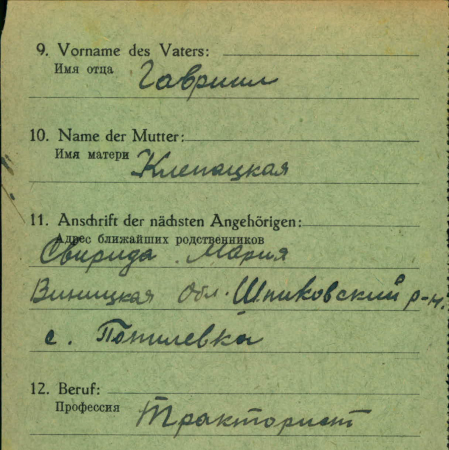 9. Vorname des Vaters:
Имя отца Гавриил
10. Name der Mutter:
Имя матери Клепацкая
11. Anschrift der nächsten Angehörigen:
Адрес ближайших родственников
Свирида Мария
Виницкая обл. Шпиковский р-н.
с. Попилевка
12. Beruf:
Профессия Тракторист